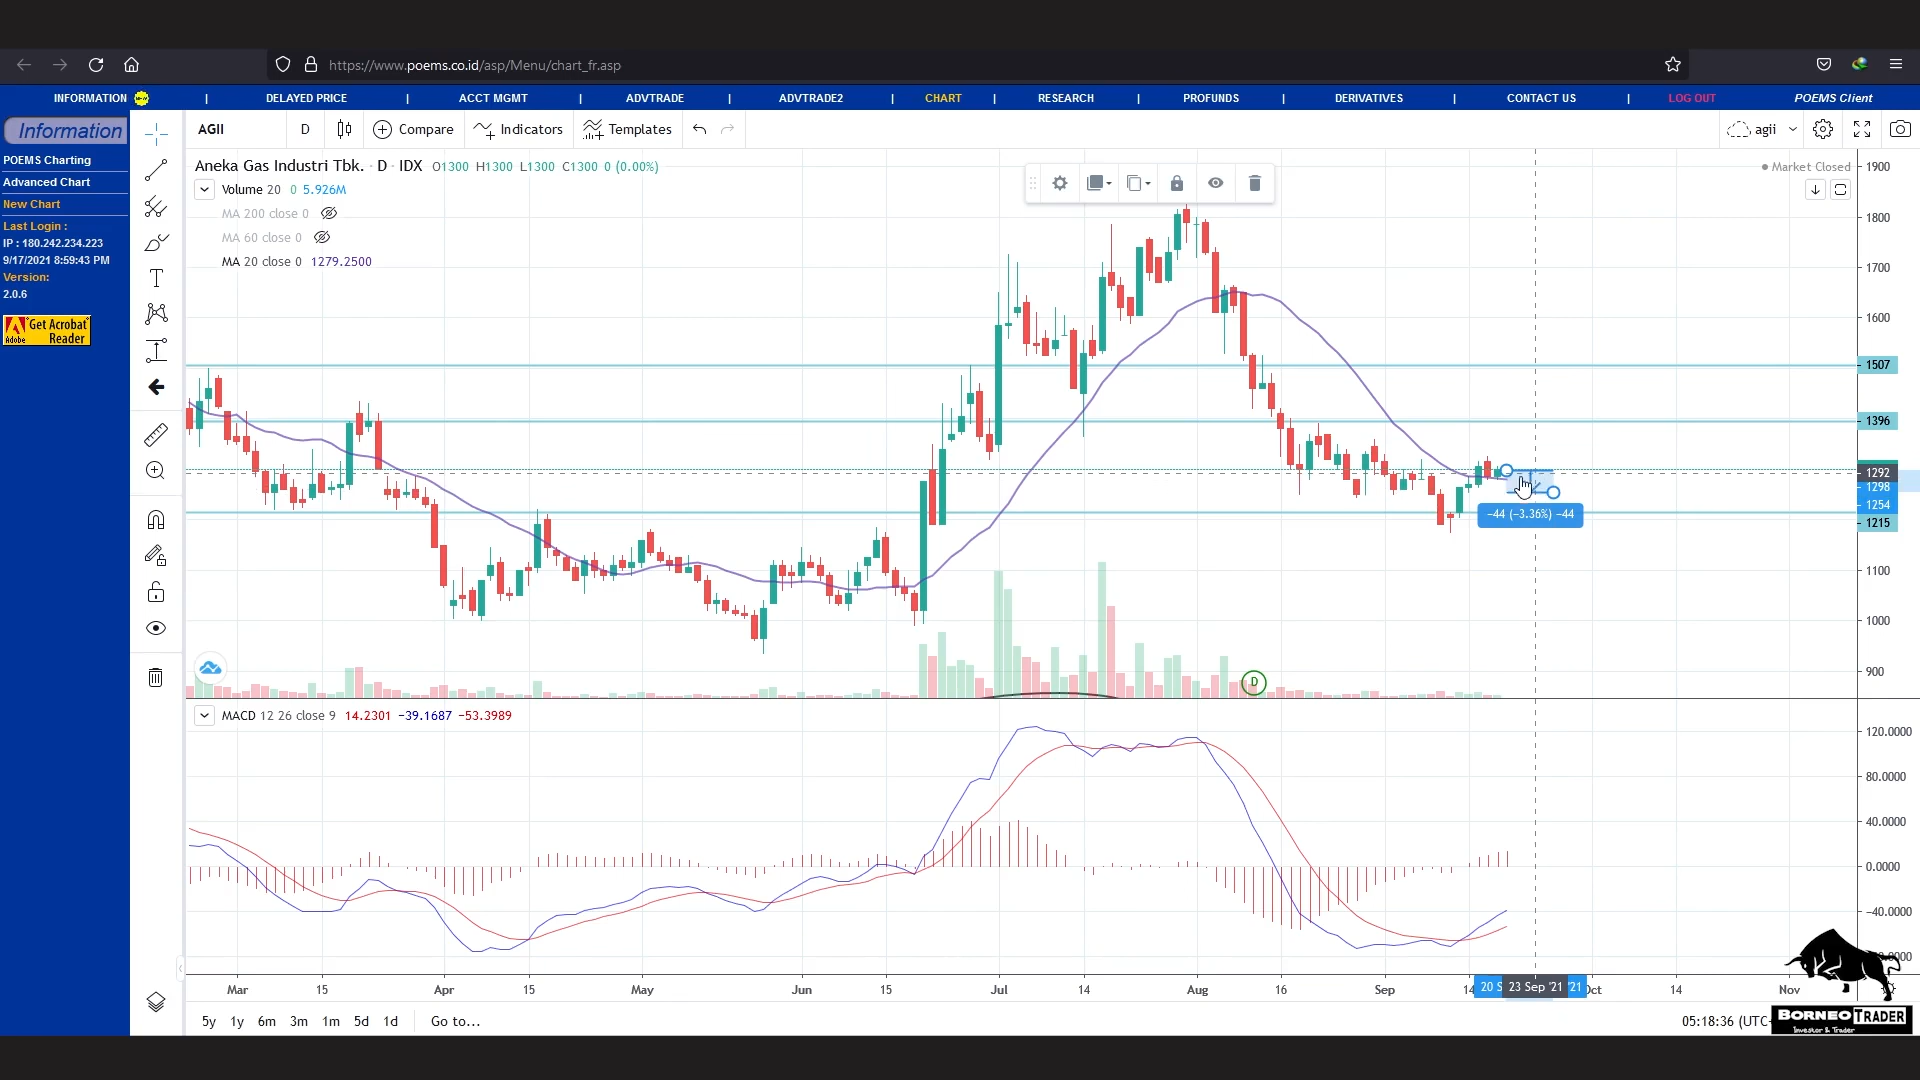 https://www.poems.co.id/asp/Menu/chart_fr.asp
INFORMATION | DELAYED PRICE | ACCT MGMT | ADVTRADE | ADVTRADE2 | CHART | RESEARCH | PROFUNDS | DERIVATIVES | CONTACT US | LOG OUT POEMS Client
Information
POEMS Charting
Advanced Chart
New Chart
Last Login :
IP : 180.242.234.223
9/17/2021 8:59:43 PM
Version:
2.0.6
Get Acrobat
Adobe Reader
AGII D Compare Indicators Templates agii
Aneka Gas Industri Tbk. · D · IDX O1300 H1300 L1300 C1300 0 (0.00%)
Market Closed
Volume 20 0 5.926M
MA 200 close 0
MA 60 close 0
MA 20 close 0 1279.2500
1900
1800
1700
1600
1507
1396
1292
1298
1254
1215
1100
1000
900
−44 (−3.36%) −44
D
MACD 12 26 close 9 14.2301 −39.1687 −53.3989
120.0000
80.0000
40.0000
0.0000
−40.0000
Mar 15 Apr 15 May Jun 15 Jul 14 Aug 16 Sep 14 20 S 23 Sep '21 '21 Oct 14 Nov
5y 1y 6m 3m 1m 5d 1d Go to...
05:18:36 (UTC
BORNEO TRADER
Investor & Trader